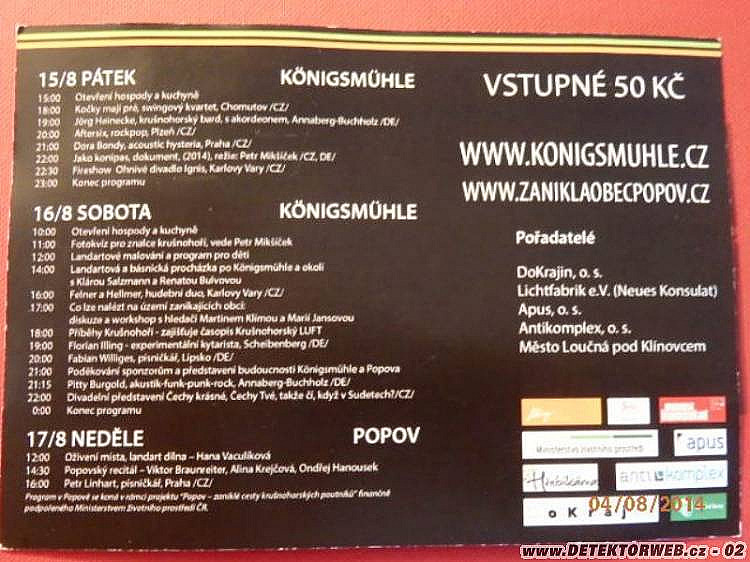 15/8 PÁTEK KÖNIGSMÜHLE
15:00 Otevření hospody a kuchyně
18:00 Kočky mají pré, swingový kvartet, Chomutov /CZ/
19:00 Jörg Heinecke, krušnohorský bard, s akordeonem, Annaberg-Buchholz /DE/
20:00 Aftersix, rockpop, Plzeň /CZ/
21:00 Dora Bondy, acoustic hysteria, Praha /CZ/
22:00 Jako konipas, dokument, (2014), režie: Petr Mikšíček /CZ, DE/
22:30 Fireshow Ohnivé divadlo Ignis, Karlovy Vary /CZ/
23:00 Konec programu
16/8 SOBOTA KÖNIGSMÜHLE
10:00 Otevření hospody a kuchyně
11:00 Fotokvíz pro znalce krušnohoří, vede Petr Mikšíček
12:00 Landartové malování a program pro děti
14:00 Landartová a básnická procházka po Königsmühle a okolí
s Klárou Salzmann a Renatou Bulvovou
16:00 Felner a Hellmer, hudební duo, Karlovy Vary /CZ/
17:00 Co lze nalézt na území zanikajících obcí:
diskuze a workshop s hledači Martinem Klímou a Marií Jansovou
18:00 Příběhy Krušnohoří - zajišťuje časopis Krušnohorský LUFT
19:00 Florian Illing - experimentální kytarista, Scheibenberg /DE/
20:00 Fabian Williges, písničkář, Lipsko /DE/
21:00 Poděkování sponzorům a představení budoucnosti Königsmühle a Popova
21:15 Pitty Burgold, akustik-funk-punk-rock, Annaberg-Buchholz /DE/
22:00 Divadelní představení Čechy krásné, Čechy Tvé, takže čí, když v Sudetech?/CZ/
0:00 Konec programu
17/8 NEDĚLE POPOV
12:00 Oživení místa, landart dílna – Hana Vaculíková
14:30 Popovský recitál – Viktor Braunreiter, Alina Krejčová, Ondřej Hanousek
16:00 Petr Linhart, písničkář, Praha /CZ/
Program v Popově se koná v rámci projektu "Popov – zaniklé cesty krušnohorských poutníků" finančně
podpořeného Ministerstvem životního prostředí ČR.
VSTUPNÉ 50 KČ
WWW.KONIGSMUHLE.CZ
WWW.ZANIKLAOBECPOPOV.CZ
Pořadatelé
DoKrajin, o. s.
Lichtfabrik e.V. (Neues Konsulat)
Apus, o. s.
Antikomplex, o. s.
Město Loučná pod Klínovcem
Ministerstvo životního prostředí
apus
antikomplex
04/08/2014
www.DETEKTORWEB.cz - 02